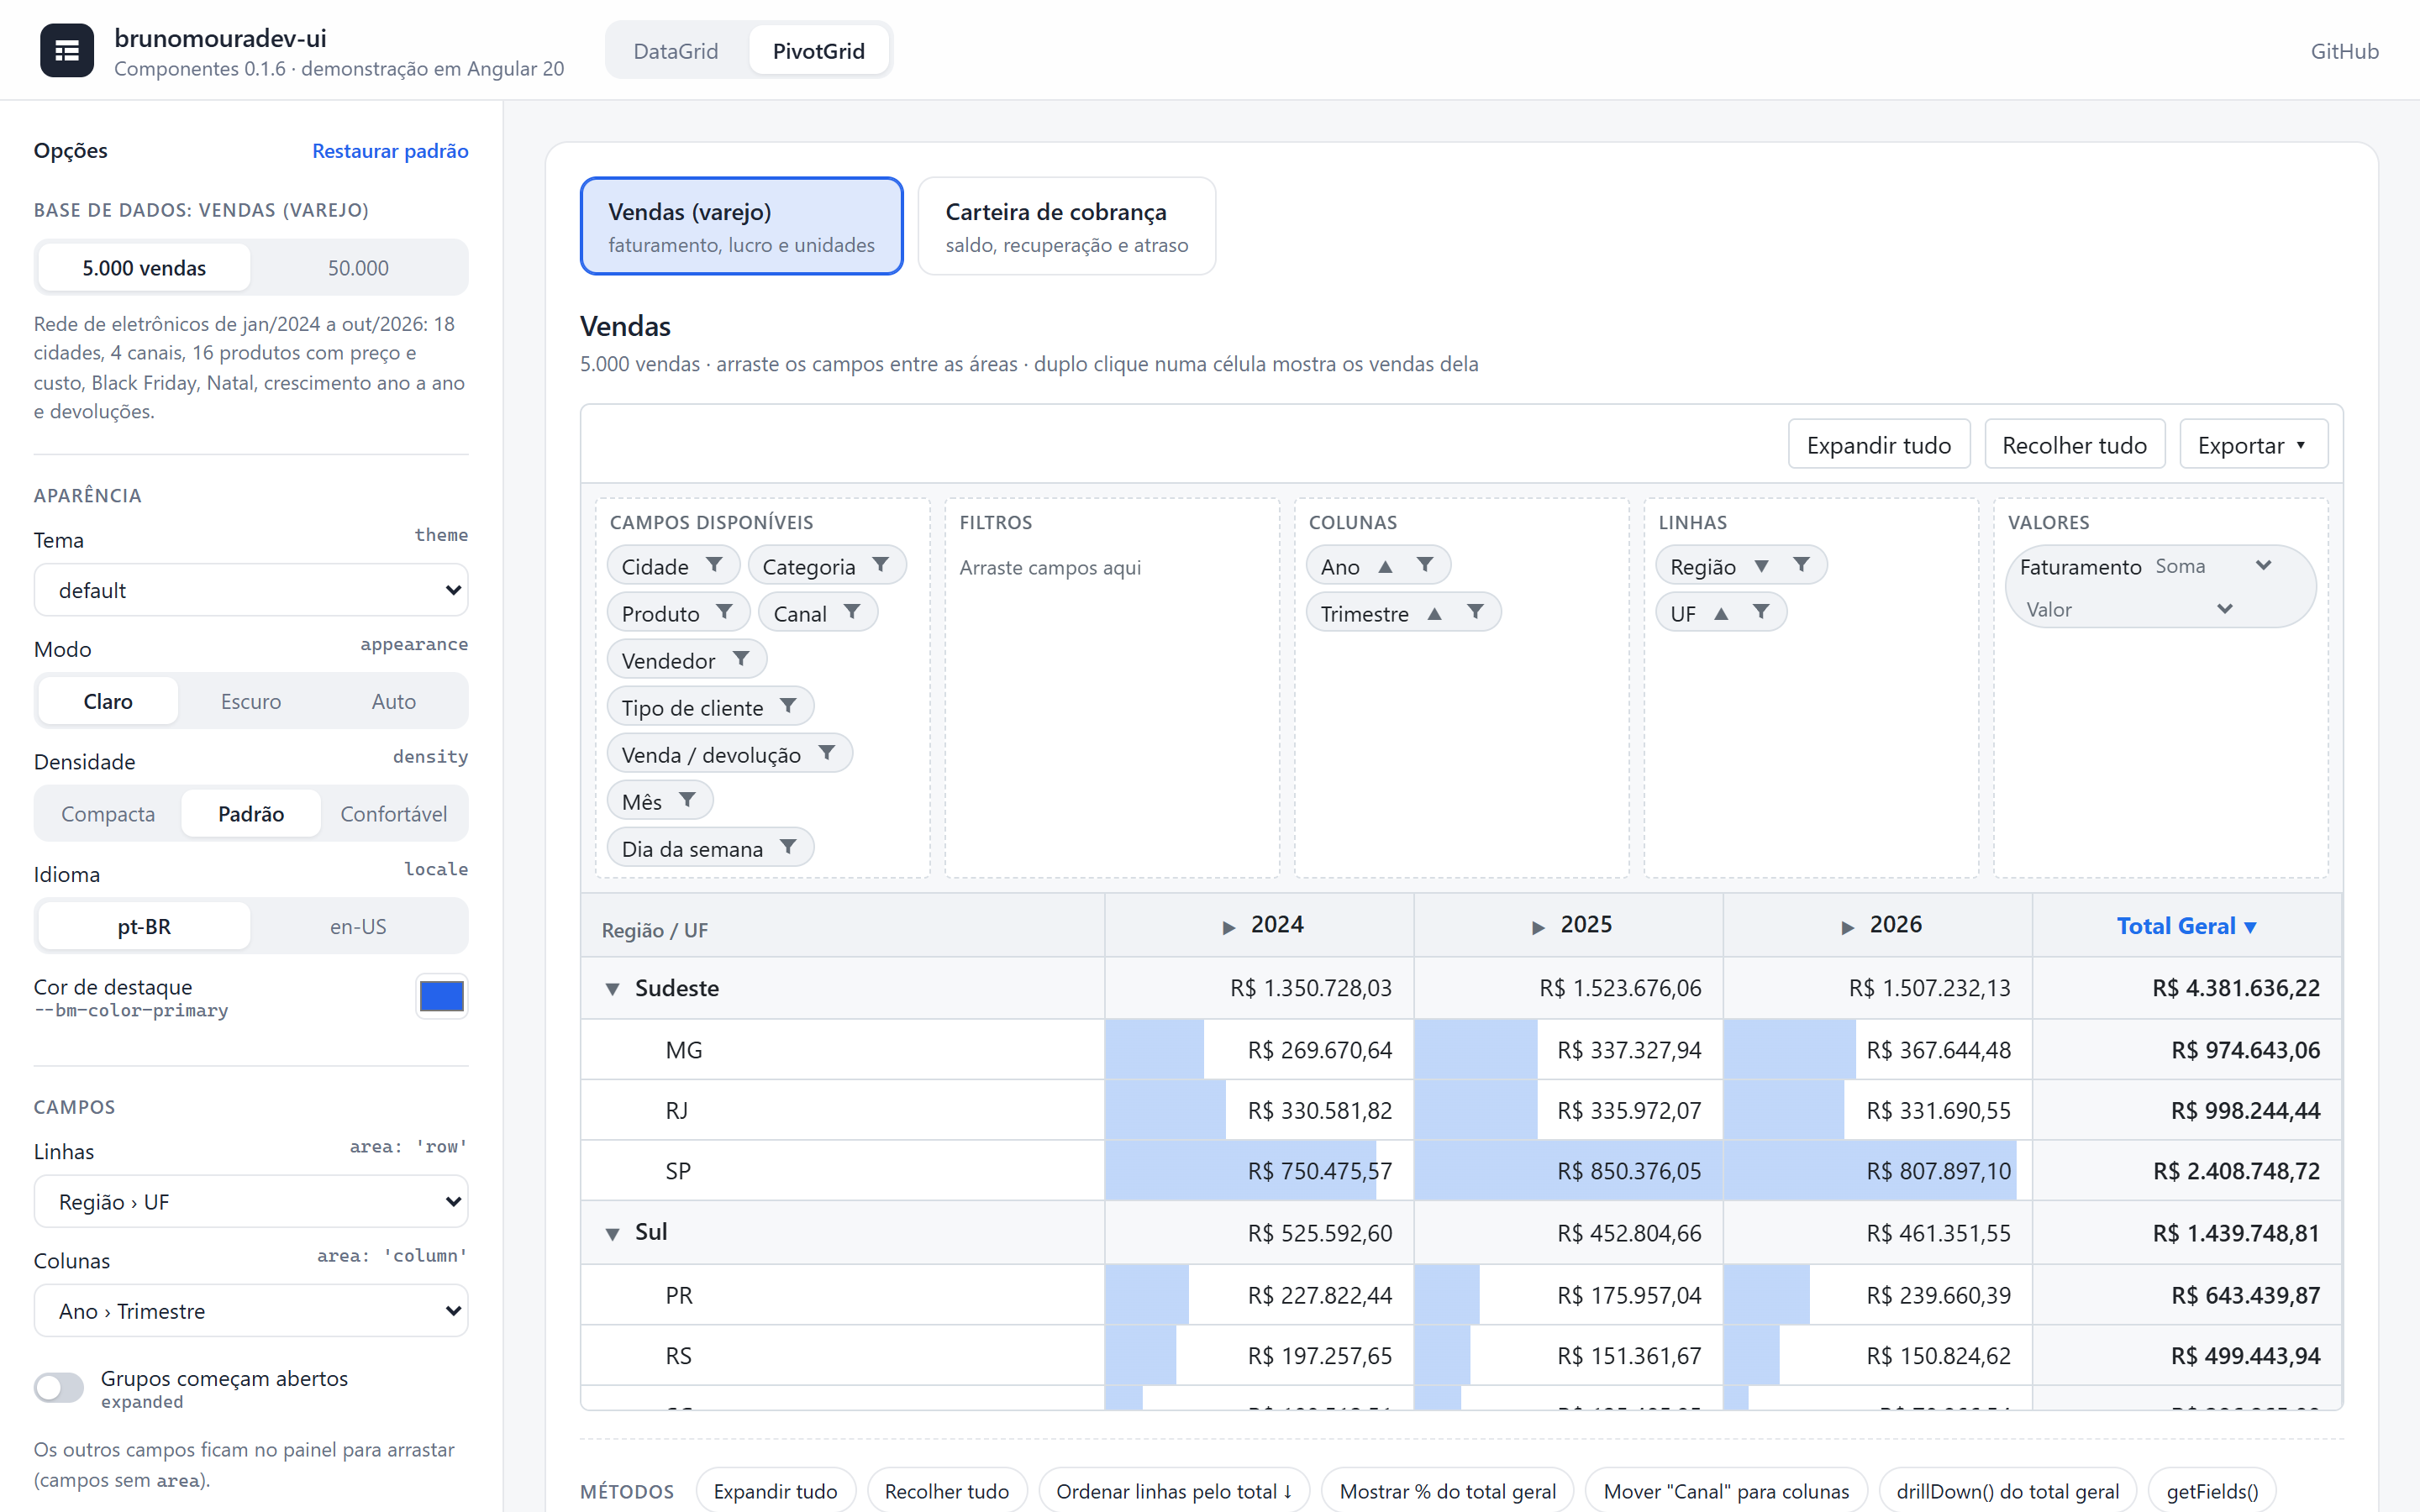 brunomouradev-ui
Componentes 0.1.6 · demonstração em Angular 20
DataGrid
PivotGrid
GitHub
Opções
Restaurar padrão
BASE DE DADOS: VENDAS (VAREJO)
5.000 vendas
50.000
Rede de eletrônicos de jan/2024 a out/2026: 18
cidades, 4 canais, 16 produtos com preço e
custo, Black Friday, Natal, crescimento ano a ano
e devoluções.
APARÊNCIA
Tema
theme
default
Modo
appearance
Claro
Escuro
Auto
Densidade
density
Compacta
Padrão
Confortável
Idioma
locale
pt-BR
en-US
Cor de destaque
--bm-color-primary
CAMPOS
Linhas
area: 'row'
Região › UF
Colunas
area: 'column'
Ano › Trimestre
Grupos começam abertos
expanded
Os outros campos ficam no painel para arrastar
(campos sem area).
Vendas (varejo)
faturamento, lucro e unidades
Carteira de cobrança
saldo, recuperação e atraso
Vendas
5.000 vendas · arraste os campos entre as áreas · duplo clique numa célula mostra os vendas dela
Expandir tudo
Recolher tudo
Exportar ▾
CAMPOS DISPONÍVEIS
Cidade
Categoria
Produto
Canal
Vendedor
Tipo de cliente
Venda / devolução
Mês
Dia da semana
FILTROS
Arraste campos aqui
COLUNAS
Ano ▲
Trimestre ▲
LINHAS
Região ▼
UF ▲
VALORES
Faturamento Soma
Valor
Região / UF
▶ 2024
▶ 2025
▶ 2026
Total Geral ▼
▼ Sudeste R$ 1.350.728,03 R$ 1.523.676,06 R$ 1.507.232,13 R$ 4.381.636,22
MG R$ 269.670,64 R$ 337.327,94 R$ 367.644,48 R$ 974.643,06
RJ R$ 330.581,82 R$ 335.972,07 R$ 331.690,55 R$ 998.244,44
SP R$ 750.475,57 R$ 850.376,05 R$ 807.897,10 R$ 2.408.748,72
▼ Sul R$ 525.592,60 R$ 452.804,66 R$ 461.351,55 R$ 1.439.748,81
PR R$ 227.822,44 R$ 175.957,04 R$ 239.660,39 R$ 643.439,87
RS R$ 197.257,65 R$ 151.361,67 R$ 150.824,62 R$ 499.443,94
MÉTODOS
Expandir tudo
Recolher tudo
Ordenar linhas pelo total ↓
Mostrar % do total geral
Mover "Canal" para colunas
drillDown() do total geral
getFields()